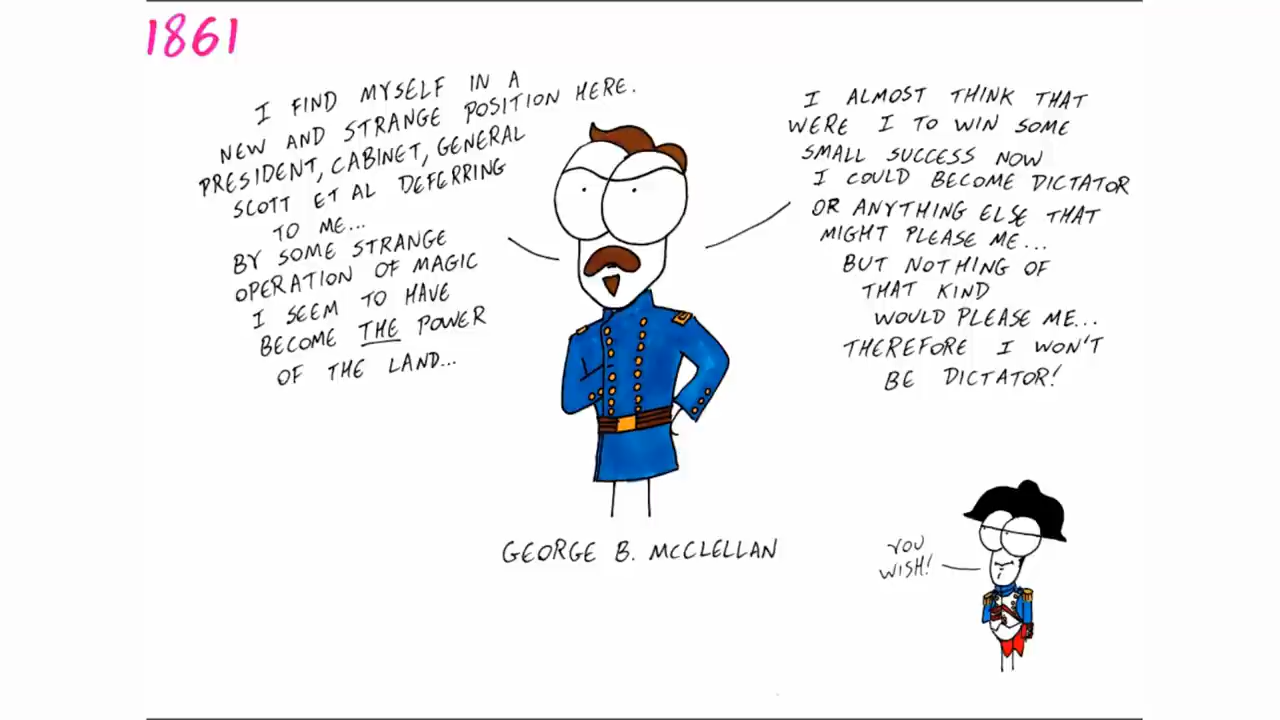 1861
I FIND MYSELF IN A
NEW AND STRANGE POSITION HERE.
PRESIDENT, CABINET, GENERAL
SCOTT ET AL DEFERRING
TO ME...
BY SOME STRANGE
OPERATION OF MAGIC
I SEEM TO HAVE
BECOME THE POWER
OF THE LAND...
I ALMOST THINK THAT
WERE I TO WIN SOME
SMALL SUCCESS NOW
I COULD BECOME DICTATOR
OR ANYTHING ELSE THAT
MIGHT PLEASE ME...
BUT NOTHING OF
THAT KIND
WOULD PLEASE ME...
THEREFORE I WON'T
BE DICTATOR!
GEORGE B. MCCLELLAN
YOU
WISH!